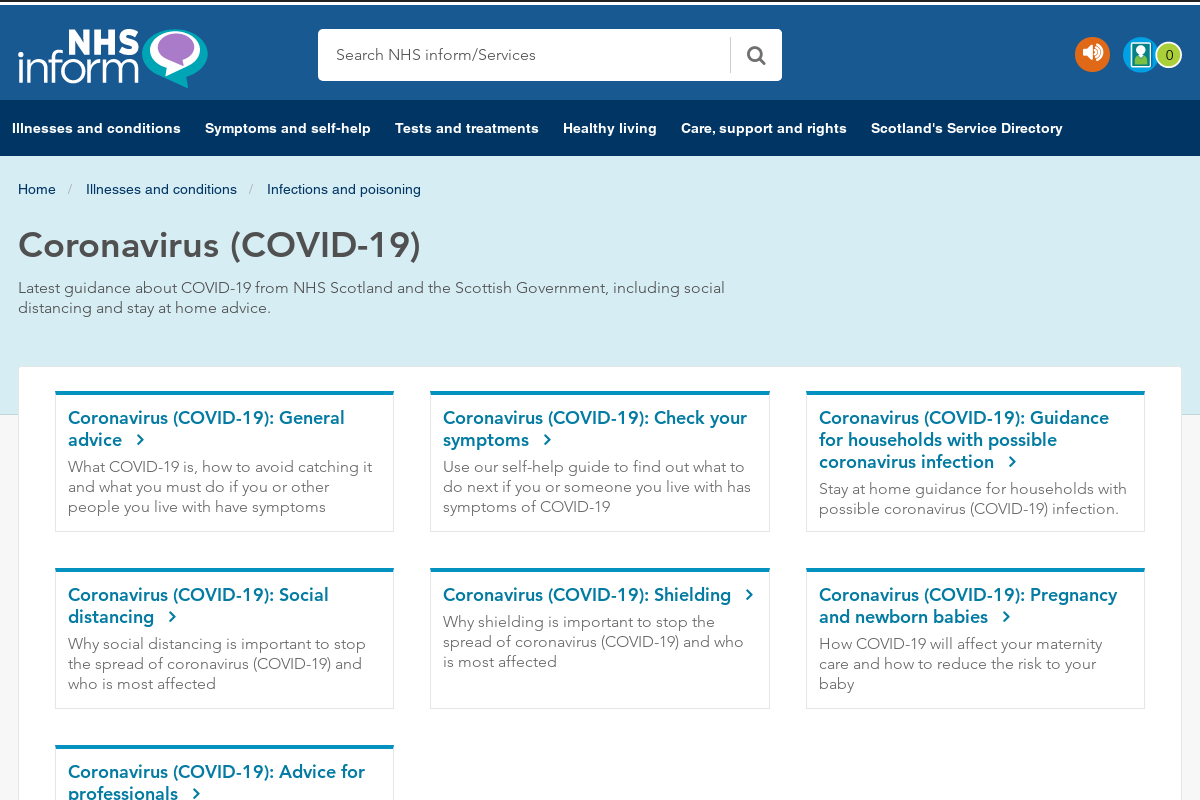 NHS
inform
Search NHS inform/Services
0
Illnesses and conditions Symptoms and self-help Tests and treatments Healthy living Care, support and rights Scotland's Service Directory
Home / Illnesses and conditions / Infections and poisoning
Coronavirus (COVID-19)
Latest guidance about COVID-19 from NHS Scotland and the Scottish Government, including social
distancing and stay at home advice.
Coronavirus (COVID-19): General
advice
What COVID-19 is, how to avoid catching it
and what you must do if you or other
people you live with have symptoms
Coronavirus (COVID-19): Check your
symptoms
Use our self-help guide to find out what to
do next if you or someone you live with has
symptoms of COVID-19
Coronavirus (COVID-19): Guidance
for households with possible
coronavirus infection
Stay at home guidance for households with
possible coronavirus (COVID-19) infection.
Coronavirus (COVID-19): Social
distancing
Why social distancing is important to stop
the spread of coronavirus (COVID-19) and
who is most affected
Coronavirus (COVID-19): Shielding
Why shielding is important to stop the
spread of coronavirus (COVID-19) and who
is most affected
Coronavirus (COVID-19): Pregnancy
and newborn babies
How COVID-19 will affect your maternity
care and how to reduce the risk to your
baby
Coronavirus (COVID-19): Advice for
professionals